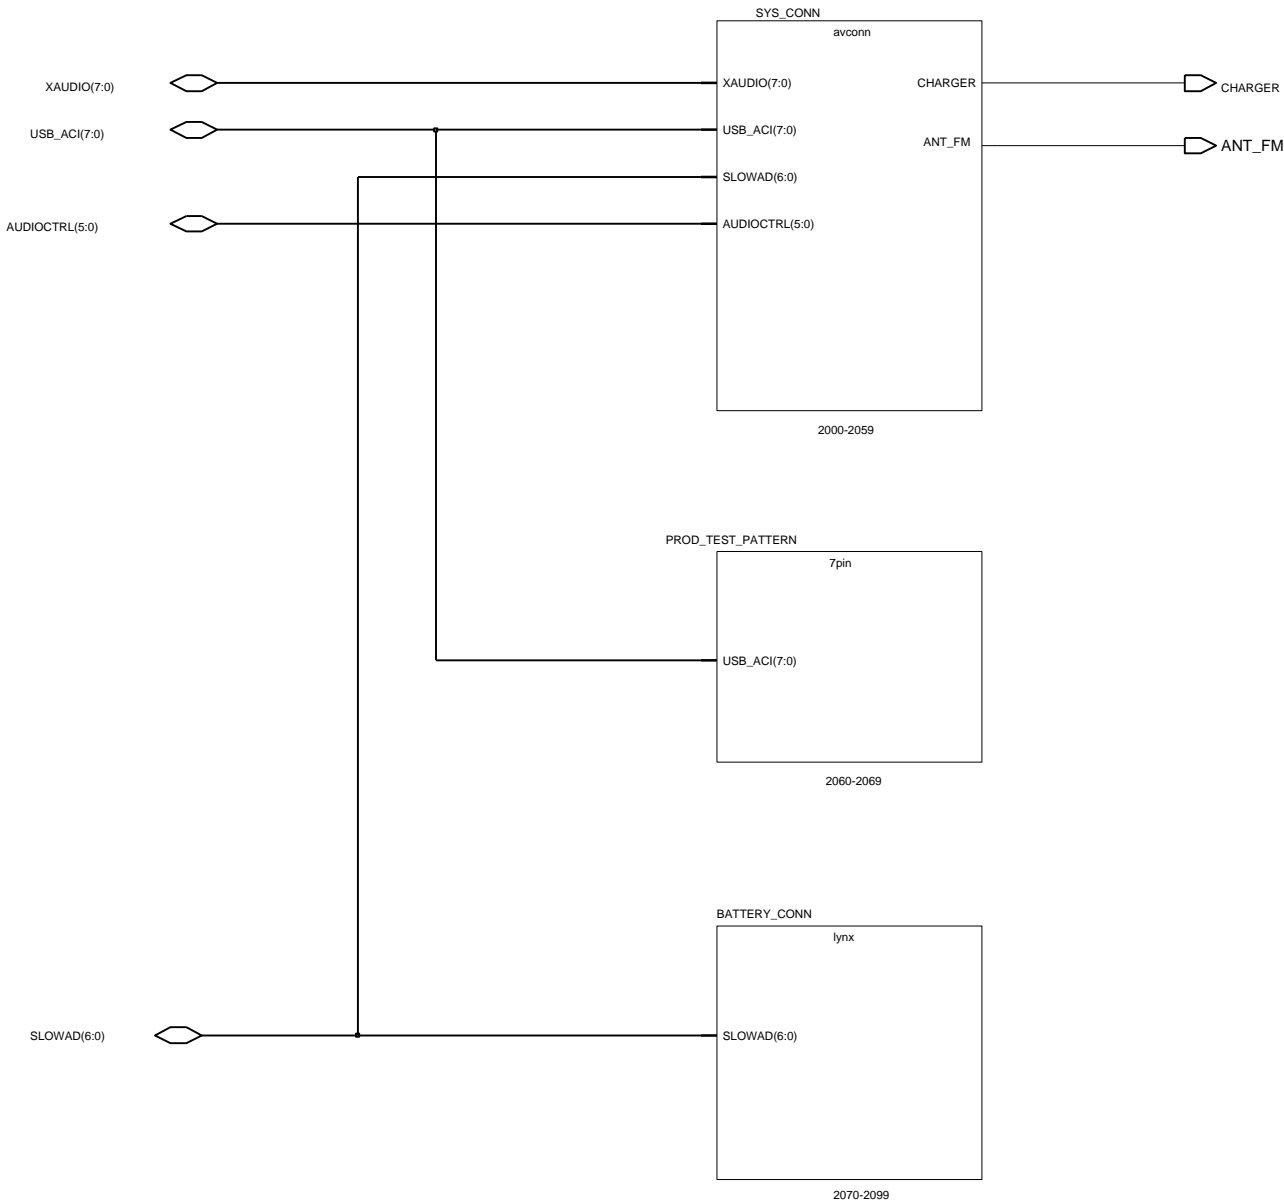 SYS_CONN
avconn
XAUDIO(7:0)
XAUDIO(7:0)
CHARGER
CHARGER
USB_ACI(7:0)
USB_ACI(7:0)
ANT_FM
ANT_FM
SLOWAD(6:0)
AUDIOCTRL(5:0)
AUDIOCTRL(5:0)
2000-2059
PROD_TEST_PATTERN
7pin
USB_ACI(7:0)
2060-2069
BATTERY_CONN
lynx
SLOWAD(6:0)
SLOWAD(6:0)
2070-2099